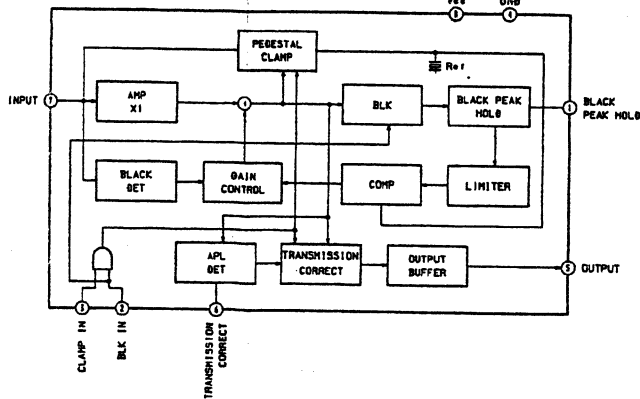 GND
8
4
PEDESTAL
CLAMP
Ref
INPUT
7
AMP
X1
BLK
BLACK PEAK
HOLD
1
BLACK
PEAK HOLD
BLACK
DET
GAIN
CONTROL
COMP
LIMITER
APL
DET
TRANSMISSION
CORRECT
OUTPUT
BUFFER
5
OUTPUT
3
2
6
CLAMP IN
BLK IN
TRANSMISSION
CORRECT